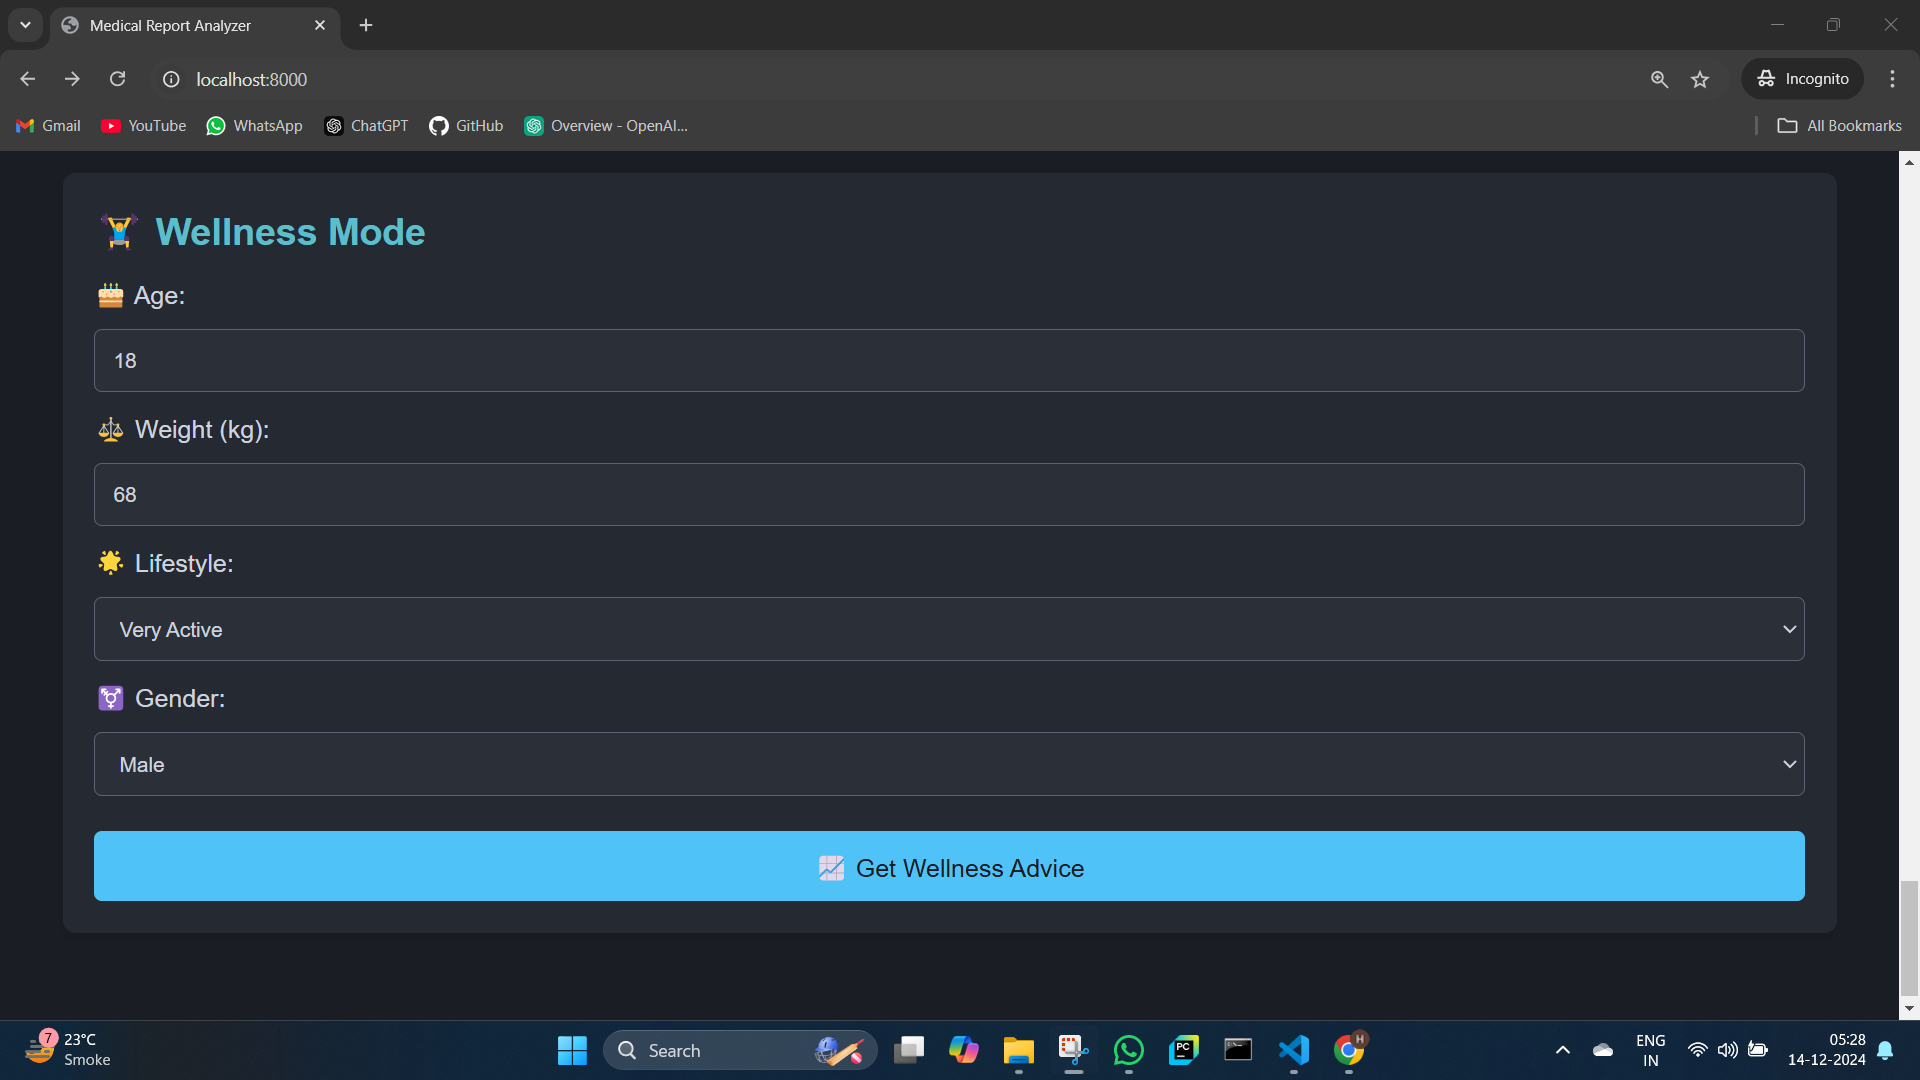 Medical Report Analyzer
localhost:8000
Incognito
Gmail
YouTube
WhatsApp
ChatGPT
GitHub
Overview - OpenAI...
All Bookmarks
Wellness Mode
Age:
18
Weight (kg):
68
Lifestyle:
Very Active
Gender:
Male
Get Wellness Advice
7
23°C
Smoke
Search
PC
H
ENG
IN
05:28
14-12-2024